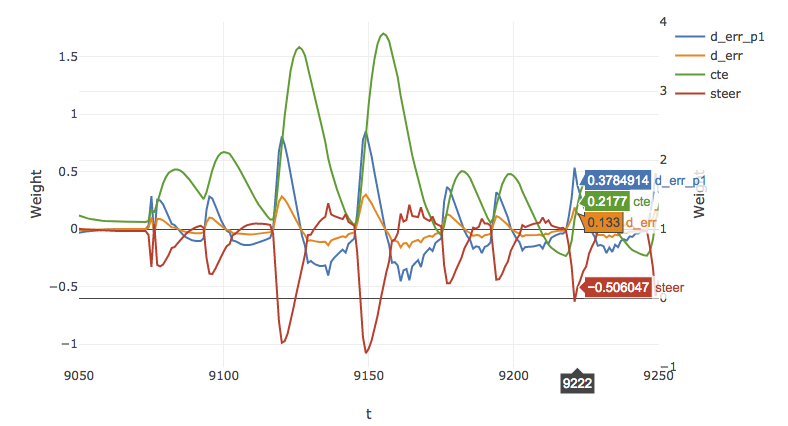 4
d_err_p1
d_err
cte
steer
1.5
3
1
2
0.5
0.3784914 d_err_p1
0.2177 cte
0.133 d_err
0
1
−0.5
−0.506047 steer
0
−1
−1
9050
9100
9150
9200
9250
9222
t
Weight
Weight